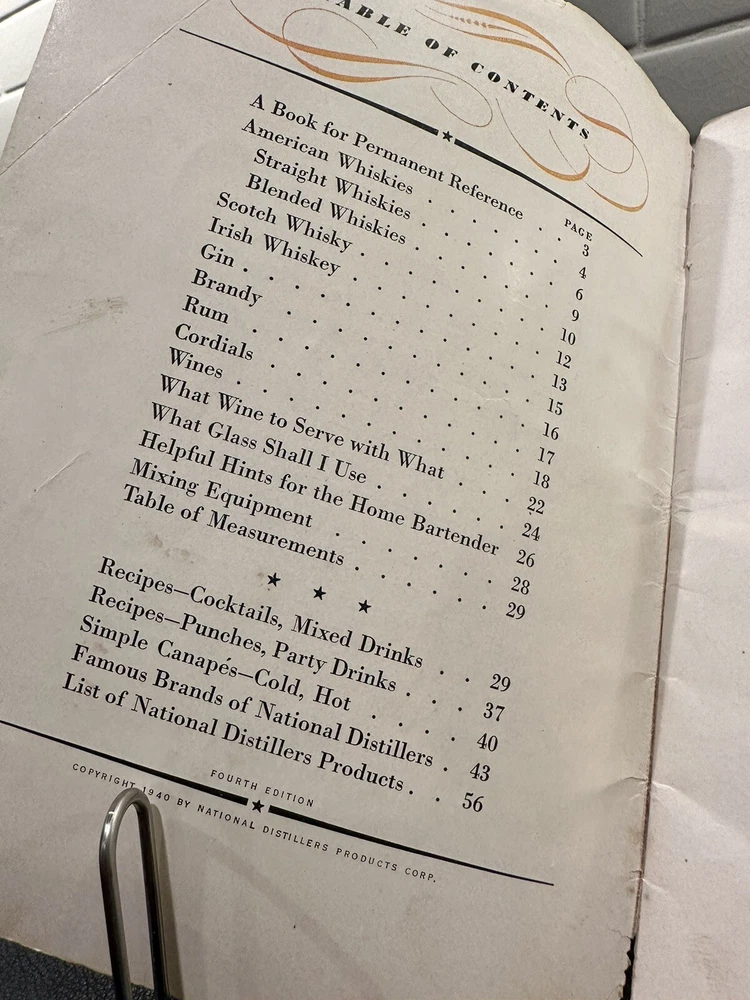 TABLE OF CONTENTS
PAGE
A Book for Permanent Reference . . 3
American Whiskies . . . . . . 4
Straight Whiskies . . . . . . 6
Blended Whiskies . . . . . . 9
Scotch Whisky . . . . . . . 10
Irish Whiskey . . . . . . . 12
Gin . . . . . . . . . . 13
Brandy . . . . . . . . . 15
Rum . . . . . . . . . . 16
Cordials . . . . . . . . . 17
Wines . . . . . . . . . . 18
What Wine to Serve with What . . . . 22
What Glass Shall I Use . . . . . . 24
Helpful Hints for the Home Bartender 26
Mixing Equipment . . . . . . . 28
Table of Measurements . . . . . . 29
★ ★ ★
Recipes—Cocktails, Mixed Drinks . . 29
Recipes—Punches, Party Drinks . . . 37
Simple Canapés—Cold, Hot . . . . 40
Famous Brands of National Distillers . 43
List of National Distillers Products . . 56
FOURTH EDITION
COPYRIGHT 1940 BY NATIONAL DISTILLERS PRODUCTS CORP.